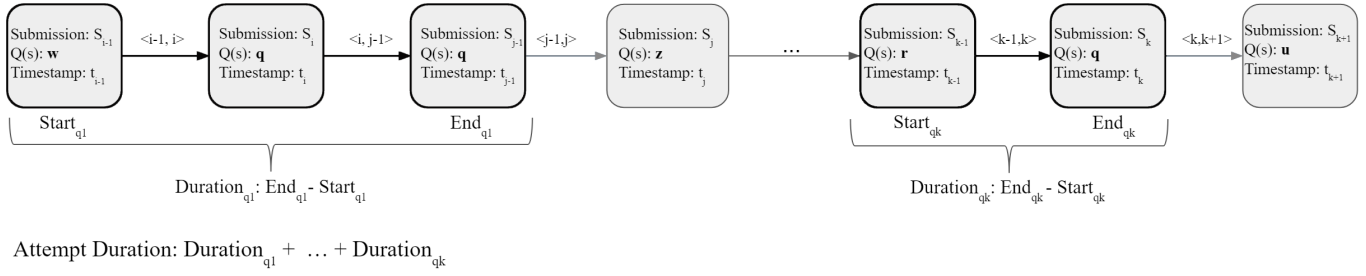 Submission: S_{i-1}
Q(s): w
Timestamp: t_{i-1}
<i-1, i>
Submission: S_i
Q(s): q
Timestamp: t_i
<i, j-1>
Submission: S_{j-1}
Q(s): q
Timestamp: t_{j-1}
<j-1,j>
Submission: S_j
Q(s): z
Timestamp: t_j
...
Submission: S_{k-1}
Q(s): r
Timestamp: t_{k-1}
<k-1,k>
Submission: S_k
Q(s): q
Timestamp: t_k
<k,k+1>
Submission: S_{k+1}
Q(s): u
Timestamp: t_{k+1}
Start_{q1}
End_{q1}
Start_{qk}
End_{qk}
Duration_{q1}: End_{q1}- Start_{q1}
Duration_{qk}: End_{qk}- Start_{qk}
Attempt Duration: Duration_{q1} + ... + Duration_{qk}